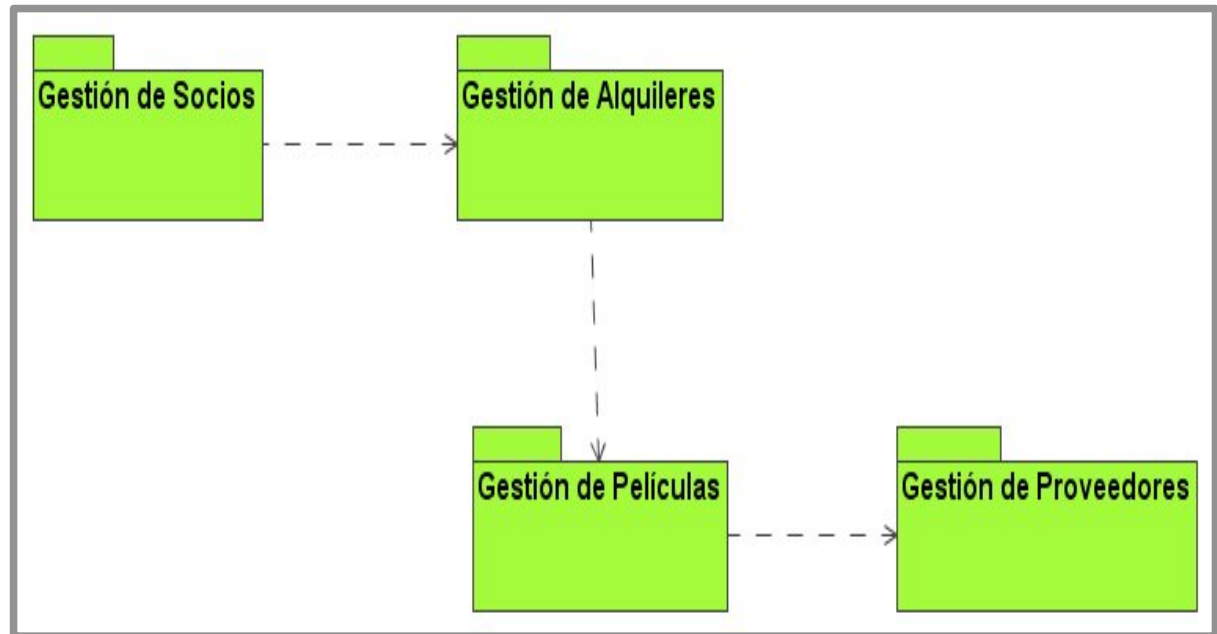 Gestión de Socios
Gestión de Alquileres
Gestión de Películas
Gestión de Proveedores